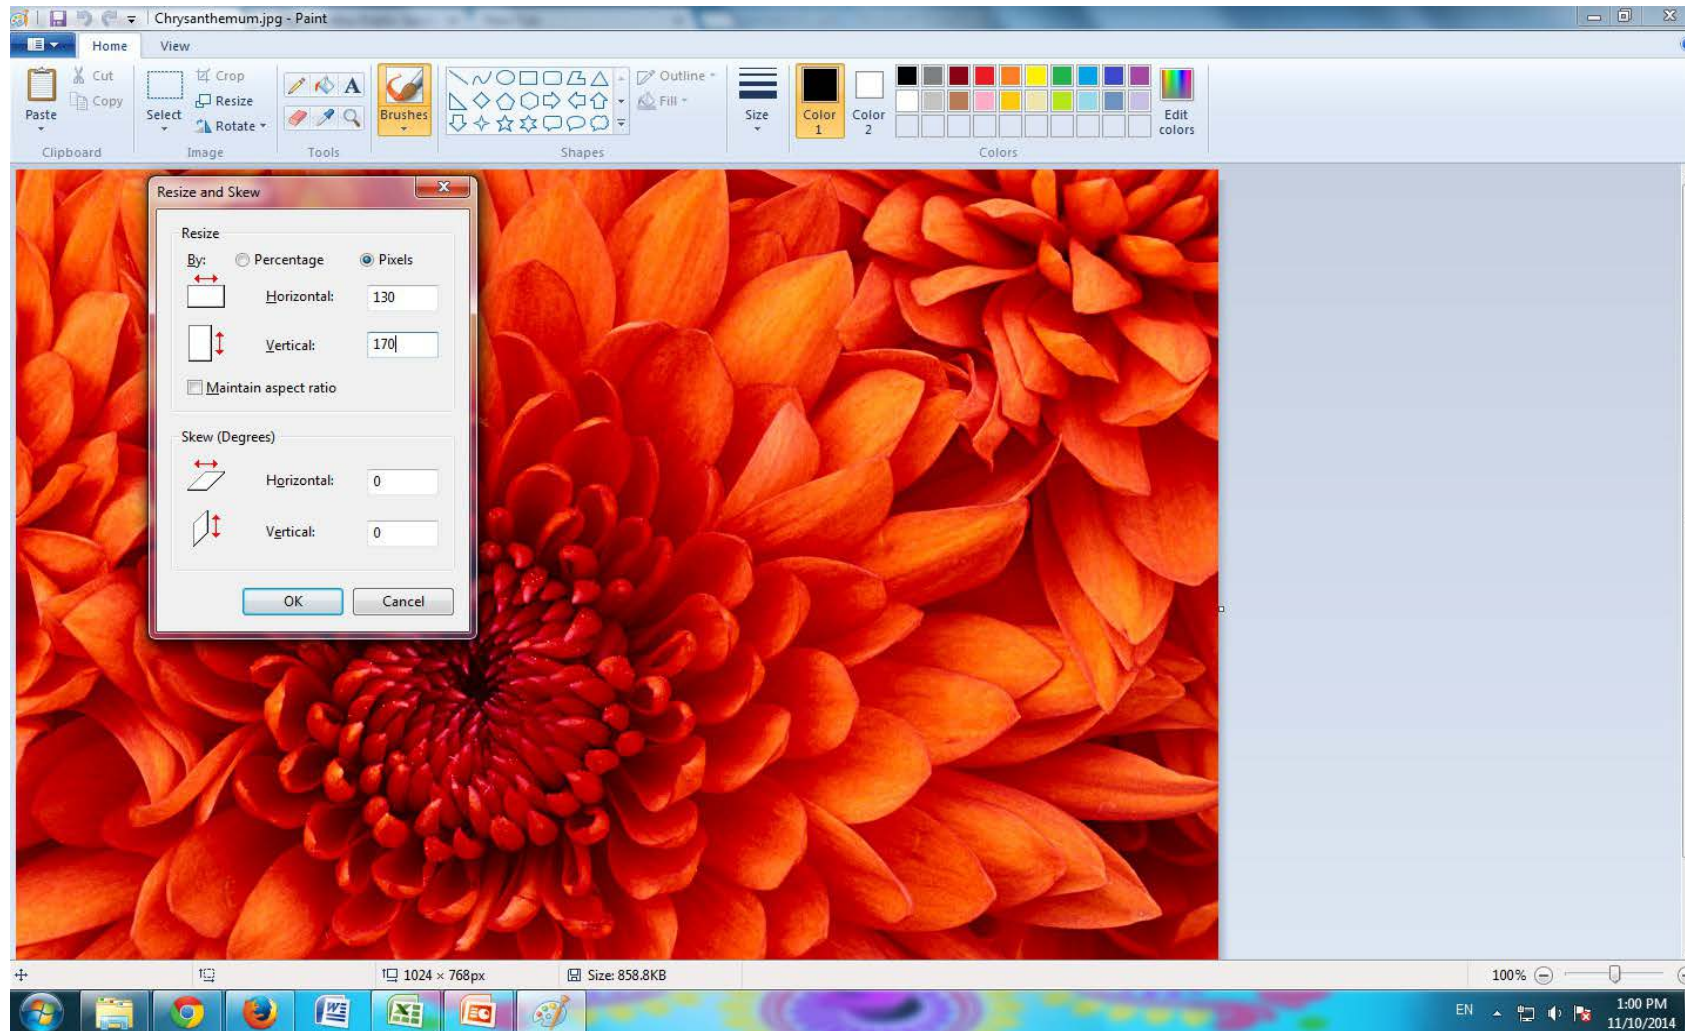 Chrysanthemum.jpg - Paint
Home View
Paste
Cut
Copy
Clipboard
Select
Crop
Resize
Rotate
Image
A
Tools
Brushes
Shapes
Outline
Fill
Size
Color 1
Color 2
Edit colors
Colors
Resize and Skew
Resize
By: Percentage Pixels
Horizontal: 130
Vertical: 170
Maintain aspect ratio
Skew (Degrees)
Horizontal: 0
Vertical: 0
OK Cancel
1024 × 768px Size: 858.8KB 100%
EN 1:00 PM
11/10/2014